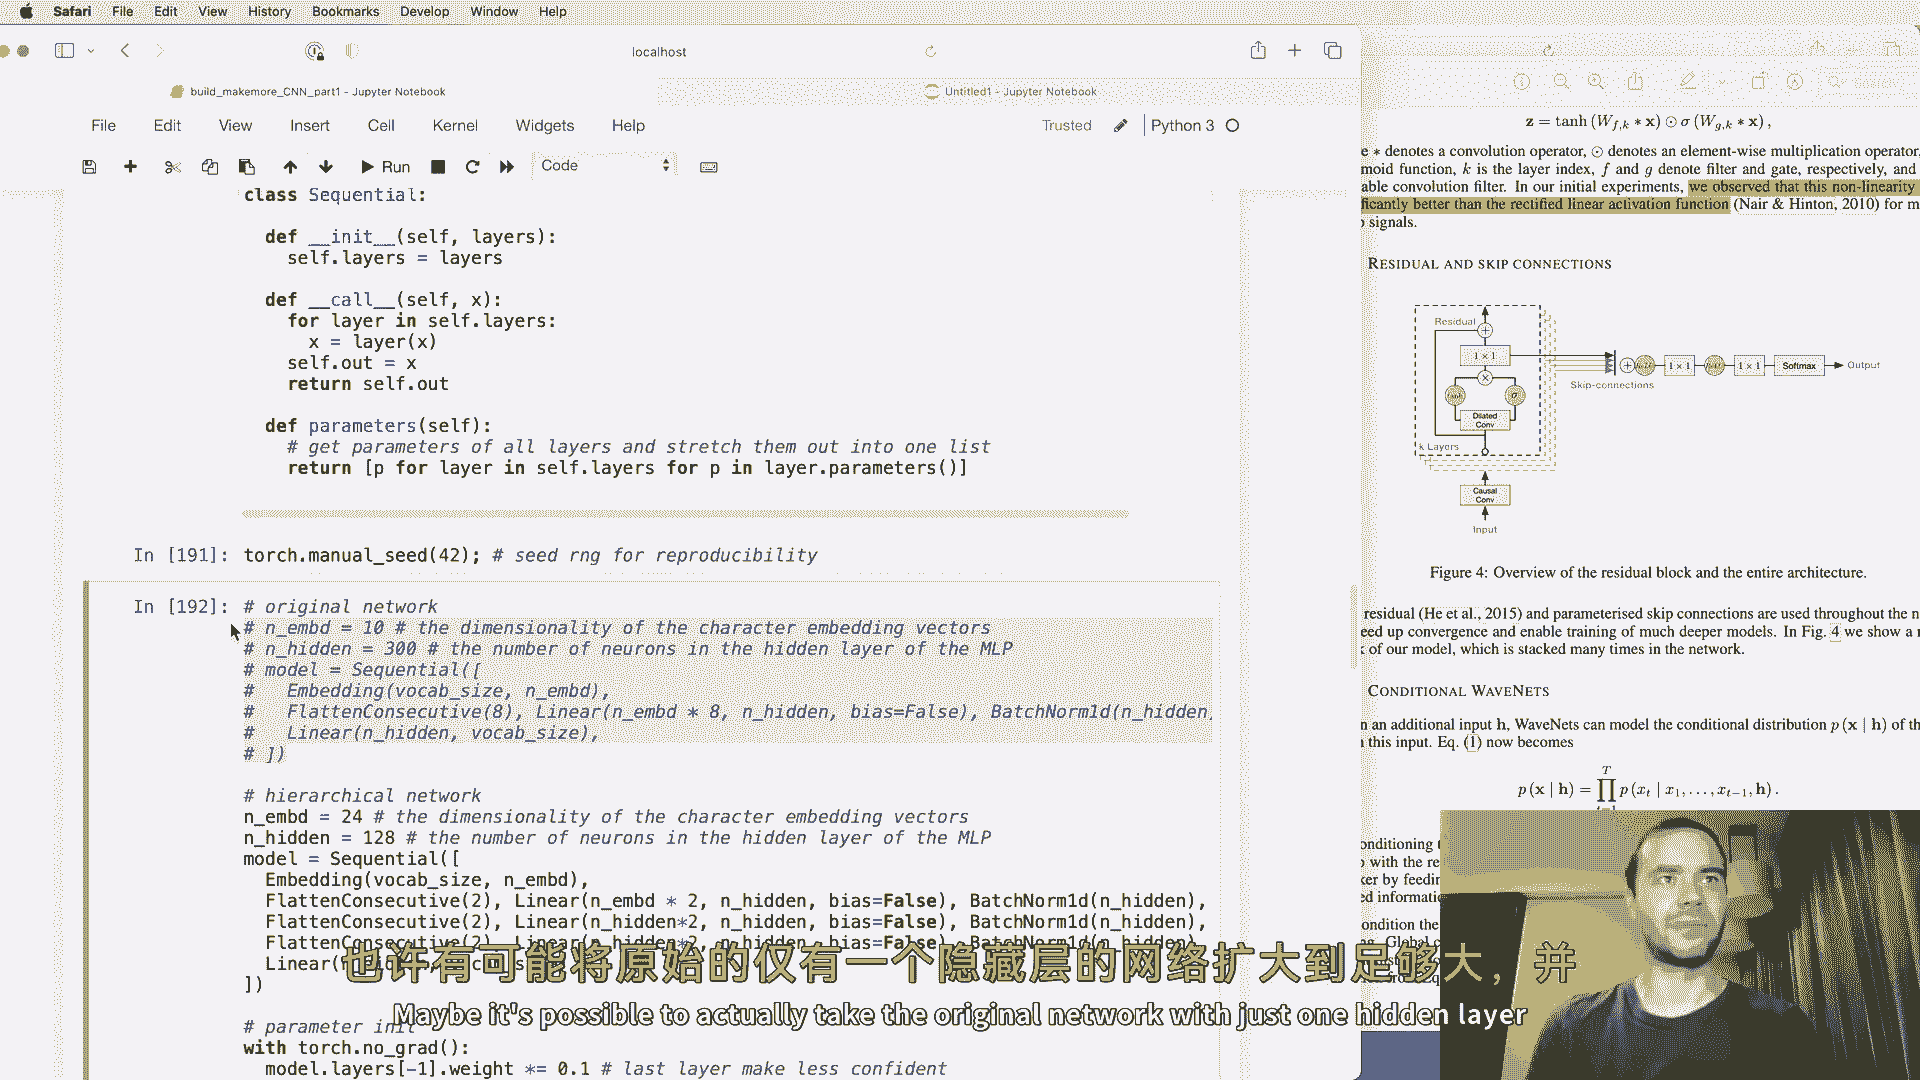 Safari File Edit View History Bookmarks Develop Window Help
localhost
build_makemore_CNN_part1 - Jupyter Notebook
Untitled1 - Jupyter Notebook
File Edit View Insert Cell Kernel Widgets Help
Trusted Python 3
Run Code
class Sequential:
def __init__(self, layers):
self.layers = layers
def __call__(self, x):
for layer in self.layers:
x = layer(x)
self.out = x
return self.out
def parameters(self):
# get parameters of all layers and stretch them out into one list
return [p for layer in self.layers for p in layer.parameters()]
In [191]: torch.manual_seed(42); # seed rng for reproducibility
In [192]: # original network
# n_embd = 10 # the dimensionality of the character embedding vectors
# n_hidden = 300 # the number of neurons in the hidden layer of the MLP
# model = Sequential([
# Embedding(vocab_size, n_embd),
# FlattenConsecutive(8), Linear(n_embd * 8, n_hidden, bias=False), BatchNorm1d(n_hidden)
# Linear(n_hidden, vocab_size),
# ])
# hierarchical network
n_embd = 24 # the dimensionality of the character embedding vectors
n_hidden = 128 # the number of neurons in the hidden layer of the MLP
model = Sequential([
Embedding(vocab_size, n_embd),
FlattenConsecutive(2), Linear(n_embd * 2, n_hidden, bias=False), BatchNorm1d(n_hidden),
FlattenConsecutive(2), Linear(n_hidden*2, n_hidden, bias=False), BatchNorm1d(n_hidden),
FlattenConsecutive(2), Linear(n_hidden*2, n_hidden, bias=False), BatchNorm1d(n_hidden),
])
# parameter init
with torch.no_grad():
model.layers[-1].weight *= 0.1 # last layer make less confident
z = tanh (W_{f,k} * x) ⊙ σ (W_{g,k} * x) ,
e * denotes a convolution operator, ⊙ denotes an element-wise multiplication operator,
moid function, k is the layer index, f and g denote filter and gate, respectively, and
able convolution filter. In our initial experiments, we observed that this non-linearity
ficantly better than the rectified linear activation function (Nair & Hinton, 2010) for m
signals.
RESIDUAL AND SKIP CONNECTIONS
Residual
+
1 × 1
×
σ
Dilated
Conv
k Layers
Causal
Conv
Input
Skip-connections
+ 1 × 1 1 × 1 Softmax Output
Figure 4: Overview of the residual block and the entire architecture.
residual (He et al., 2015) and parameterised skip connections are used throughout the n
eed up convergence and enable training of much deeper models. In Fig. 4 we show a
of our model, which is stacked many times in the network.
CONDITIONAL WAVENETS
n an additional input h, WaveNets can model the conditional distribution p (x | h) of th
this input. Eq. (1) now becomes
p (x | h) = ∏ p (x_t | x_1, . . . , x_{t−1}, h) .
T
onditioning
with the re
ker by feedin
ed informatio
ondition the
也许有可能将原始的仅有一个隐藏层的网络扩大到足够大，并
Maybe it's possible to actually take the original network with just one hidden layer